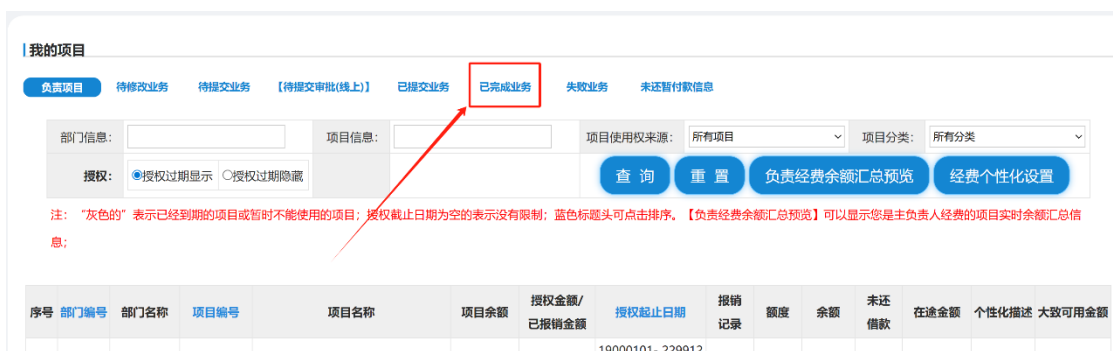 我的项目
负责项目 待修改业务 待提交业务 【待提交审批(线上)】 已提交业务 已完成业务 失败业务 未还暂付款信息
部门信息: 项目信息: 项目使用权来源: 所有项目 项目分类: 所有分类
授权: 授权过期显示 授权过期隐藏 查 询 重 置 负责经费余额汇总预览 经费个性化设置
注: “灰色的”表示已经到期的项目或暂时不能使用的项目；授权截止日期为空的表示没有限制；蓝色标题头可点击排序。【负责经费余额汇总预览】可以显示您是主负责人经费的项目实时余额汇总信
息;
序号 部门编号 部门名称 项目编号 项目名称 项目余额 授权金额/ 授权起止日期 报销 额度 余额 未还 在途金额 个性化描述 大致可用金额
已报销金额 记录 借款
19000101- 229912